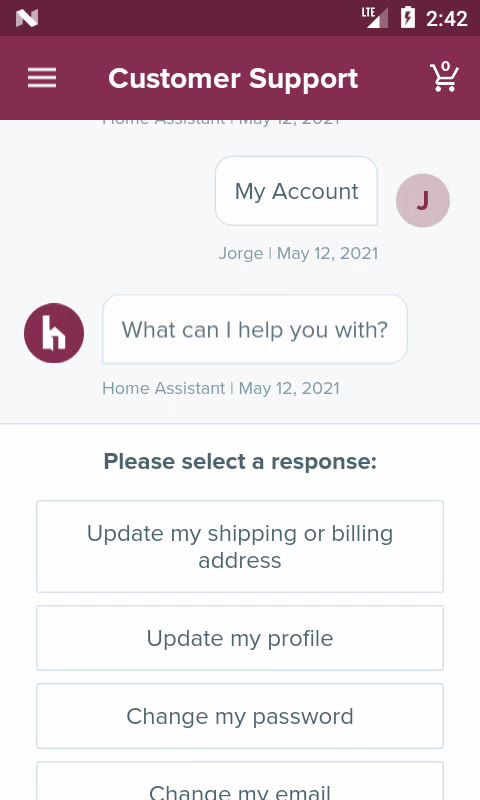 LTE
2:42
Customer Support
0
Home Assistant | May 12, 2021
My Account
J
Jorge | May 12, 2021
h
What can I help you with?
Home Assistant | May 12, 2021
Please select a response:
Update my shipping or billing
address
Update my profile
Change my password
Change my email